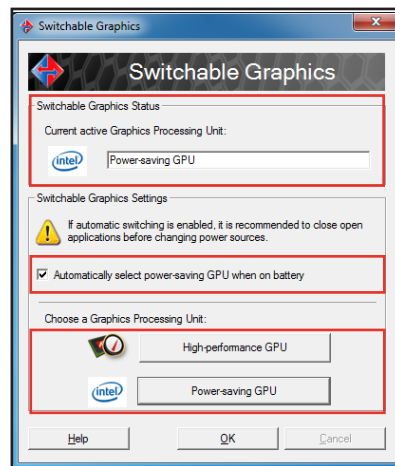 Switchable Graphics
Switchable Graphics
Switchable Graphics Status
Current active Graphics Processing Unit:
intel
Power-saving GPU
Switchable Graphics Settings
If automatic switching is enabled, it is recommended to close open
applications before changing power sources.
Automatically select power-saving GPU when on battery
Choose a Graphics Processing Unit:
High-performance GPU
intel
Power-saving GPU
Help
OK
Cancel